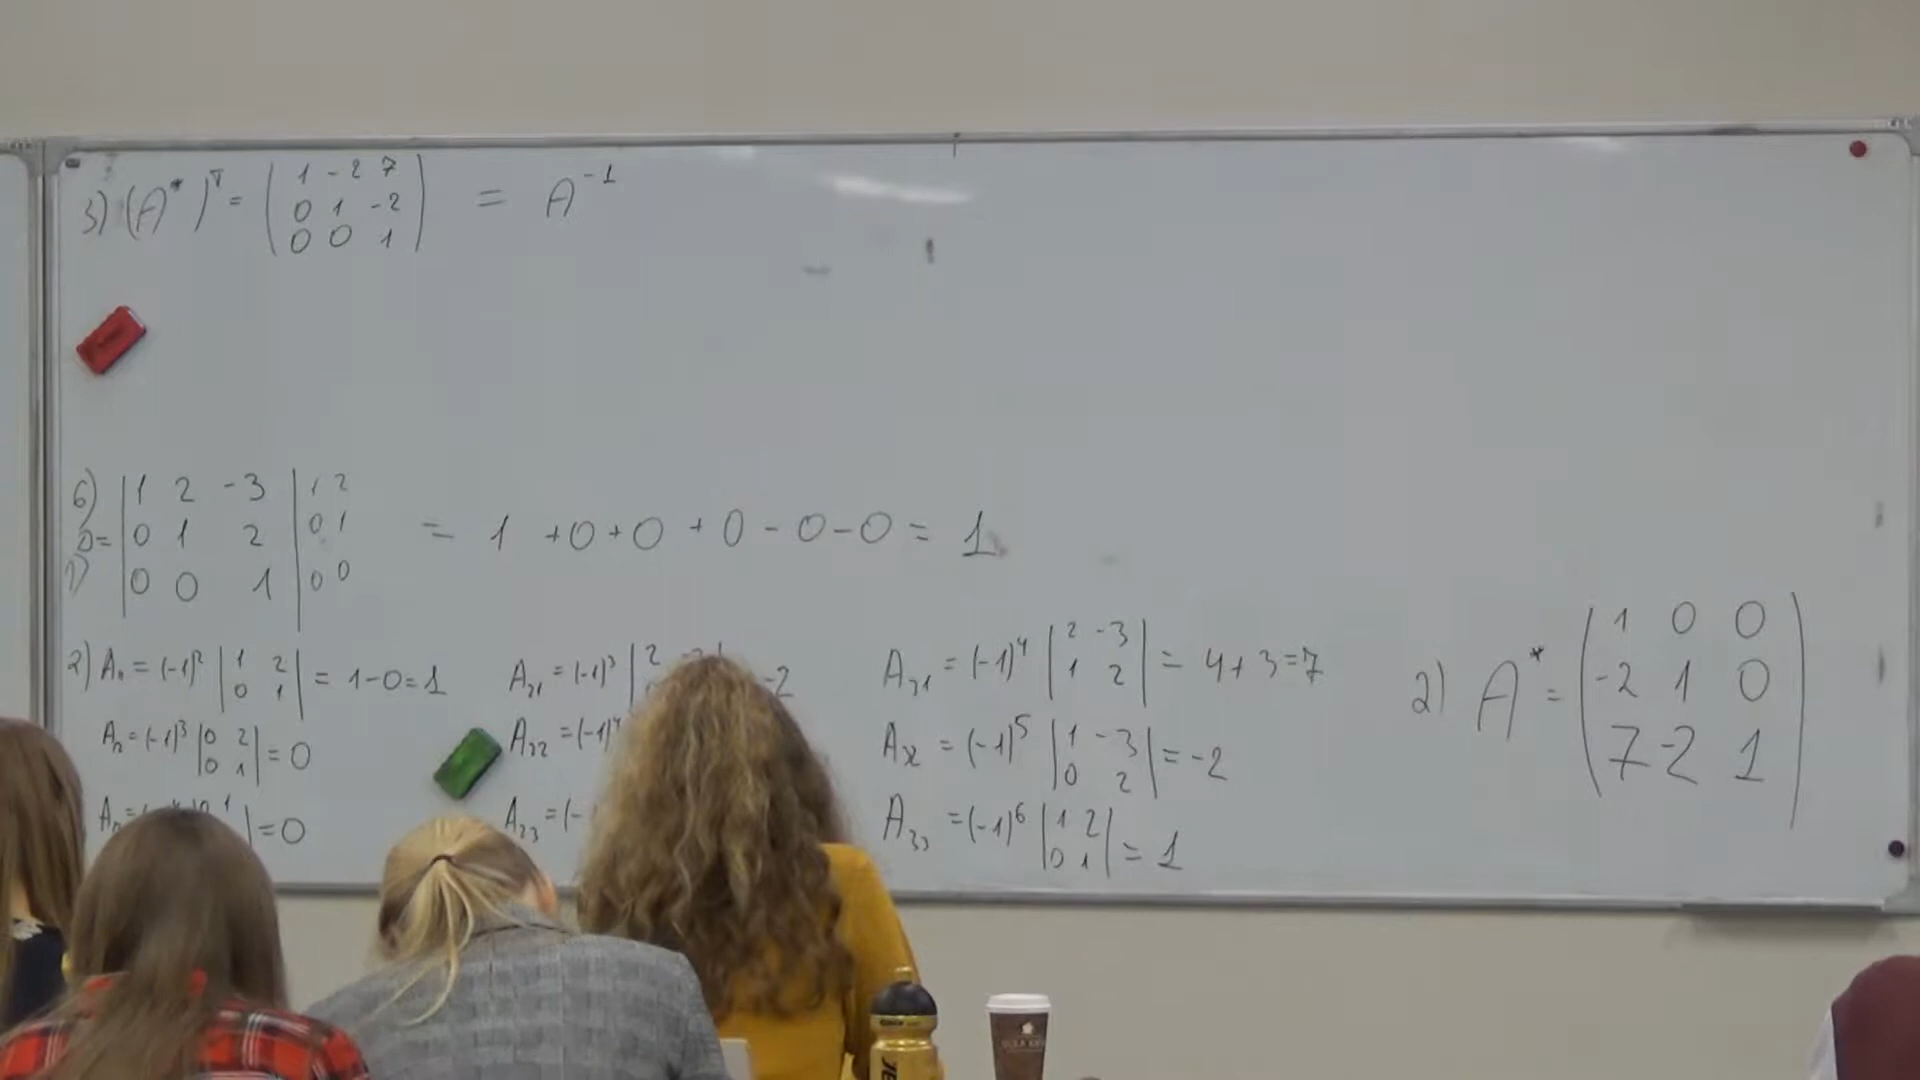 3) (A*)ᵀ = ( 1 -2 7 ; 0 1 -2 ; 0 0 1 ) = A⁻¹
6)
1) D = | 1 2 -3 ; 0 1 2 ; 0 0 1 | 1 2 ; 0 1 ; 0 0 = 1 + 0 + 0 + 0 - 0 - 0 = 1
2) A₁₁ = (-1)² | 1 2 ; 0 1 | = 1-0=1
A₁₂ = (-1)³ | 0 2 ; 0 1 | = 0
= 0
A₂₁ = (-1)³ | 2 -2
A₂₂ = (-1)⁴
A₂₃ = (-
A₃₁ = (-1)⁴ | 2 -3 ; 1 2 | = 4+3=7
A₃₂ = (-1)⁵ | 1 -3 ; 0 2 | = -2
A₃₃ = (-1)⁶ | 1 2 ; 0 1 | = 1
2) A* = ( 1 0 0 ; -2 1 0 ; 7 -2 1 )